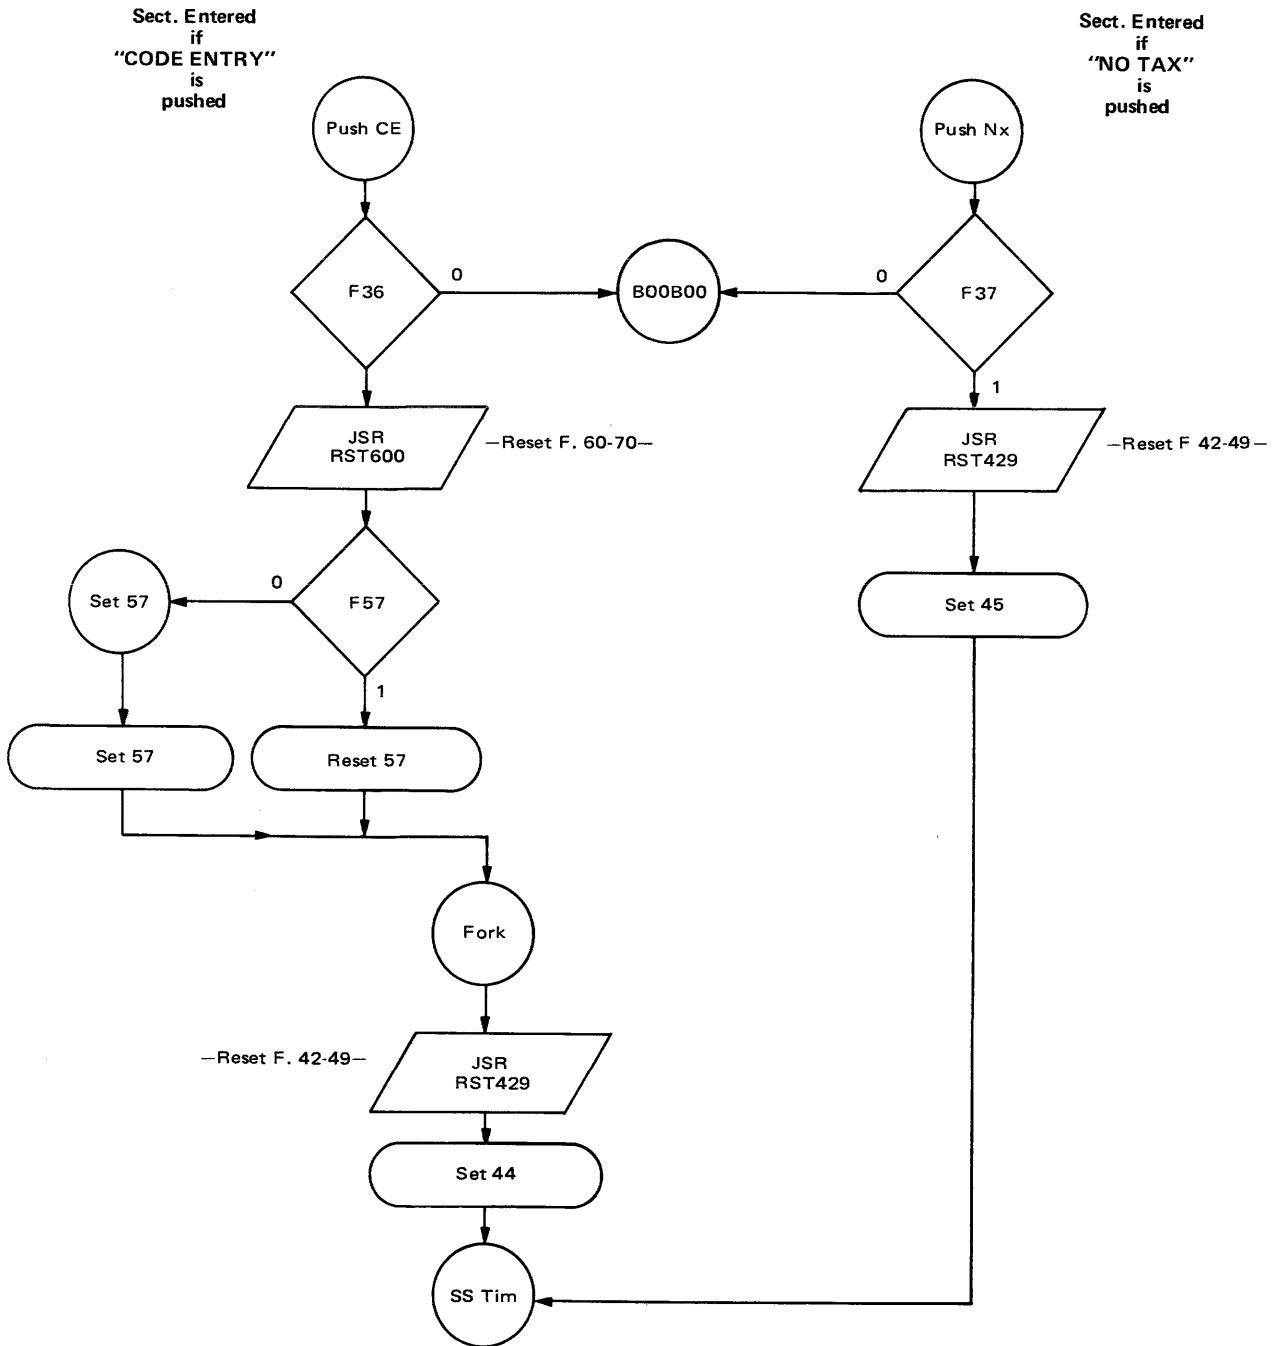 Sect. Entered
if
"CODE ENTRY"
is
pushed
Sect. Entered
if
"NO TAX"
is
pushed
Push CE
Push Nx
F36
0
B00B00
0
F37
1
JSR
RST600
—Reset F. 60-70—
JSR
RST429
—Reset F 42-49—
Set 57
0
F57
1
Set 45
Set 57
Reset 57
Fork
—Reset F. 42-49—
JSR
RST429
Set 44
SS Tim